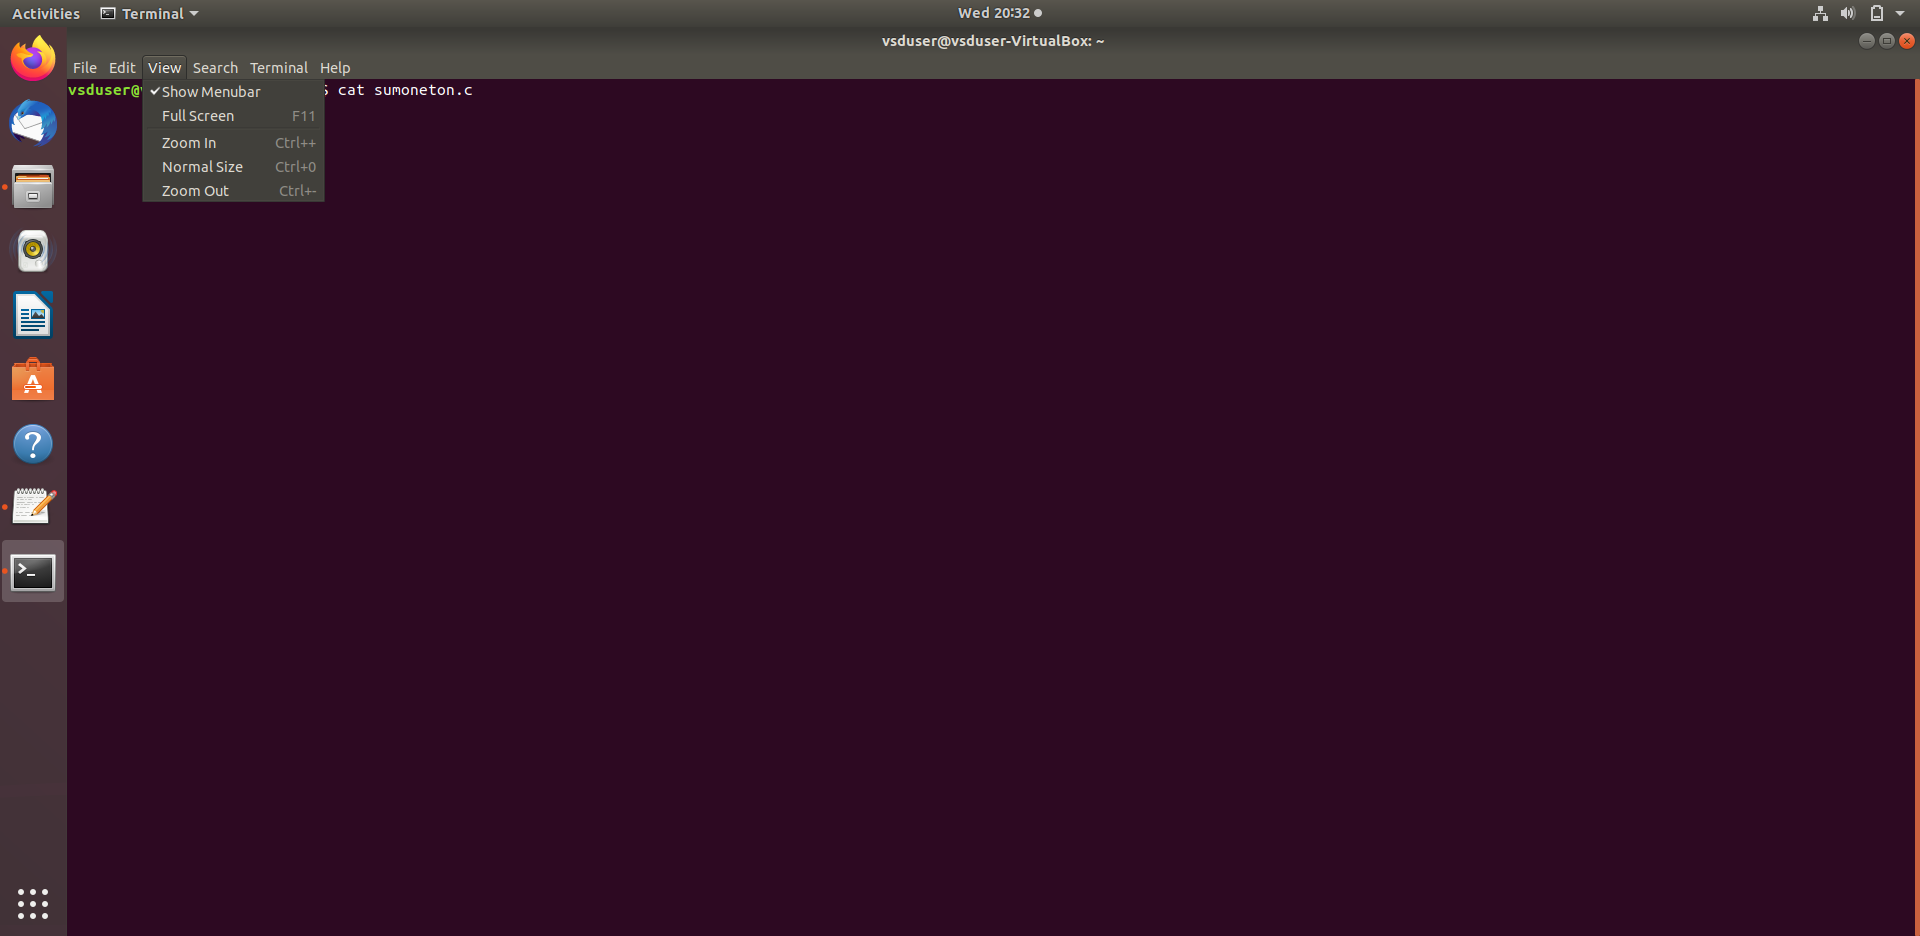 Activities Terminal Wed 20:32
vsduser@vsduser-VirtualBox: ~
File Edit View Search Terminal Help
vsduser@ $ cat sumoneton.c
Show Menubar
Full Screen F11
Zoom In Ctrl++
Normal Size Ctrl+0
Zoom Out Ctrl+-